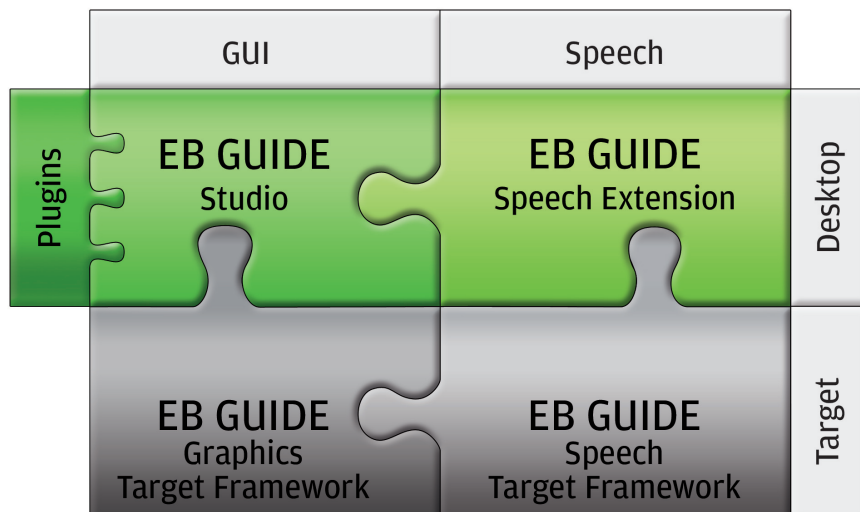 GUI
Speech
Plugins
EB GUIDE
Studio
EB GUIDE
Speech Extension
Desktop
EB GUIDE
Graphics
Target Framework
EB GUIDE
Speech
Target Framework
Target